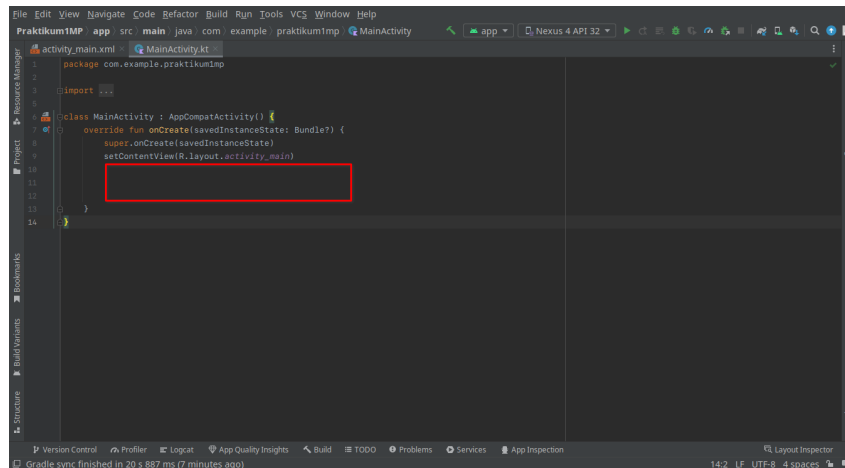 File Edit View Navigate Code Refactor Build Run Tools VCS Window Help
Praktikum1MP app src main java com example praktikum1mp MainActivity app Nexus 4 API 32
activity_main.xml MainActivity.kt
Resource Manager
Project
Bookmarks
Build Variants
Structure
1 package com.example.praktikum1mp
2
3 import ...
5
6 class MainActivity : AppCompatActivity() {
7 override fun onCreate(savedInstanceState: Bundle?) {
8 super.onCreate(savedInstanceState)
9 setContentView(R.layout.activity_main)
10
11
12
13 }
14 }
Version Control Profiler Logcat App Quality Insights Build TODO Problems Services App Inspection Layout Inspector
Gradle sync finished in 20 s 887 ms (7 minutes ago) 14:2 LF UTF-8 4 spaces